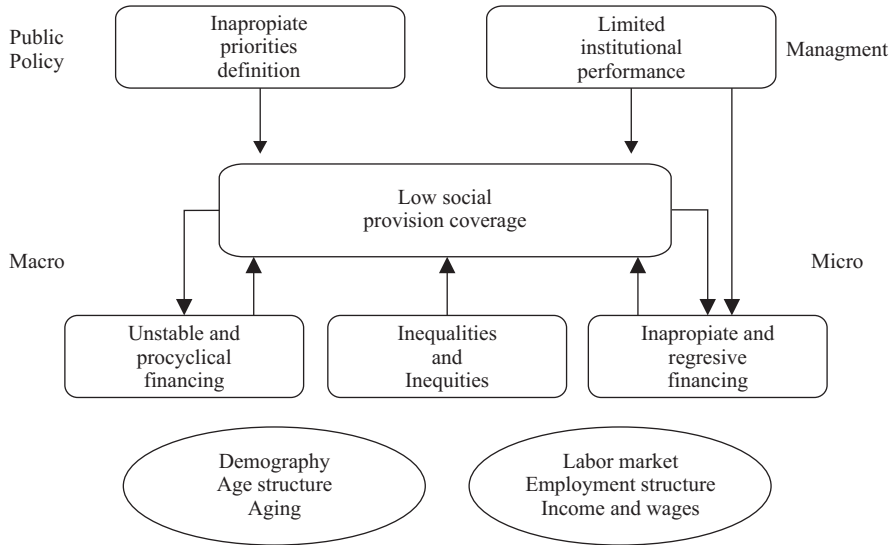 Public
Policy
Inapropiate
priorities
definition
Limited
institutional
performance
Managment
Low social
provision coverage
Macro
Micro
Unstable and
procyclical
financing
Inequalities
and
Inequities
Inapropiate and
regresive
financing
Demography
Age structure
Aging
Labor market
Employment structure
Income and wages